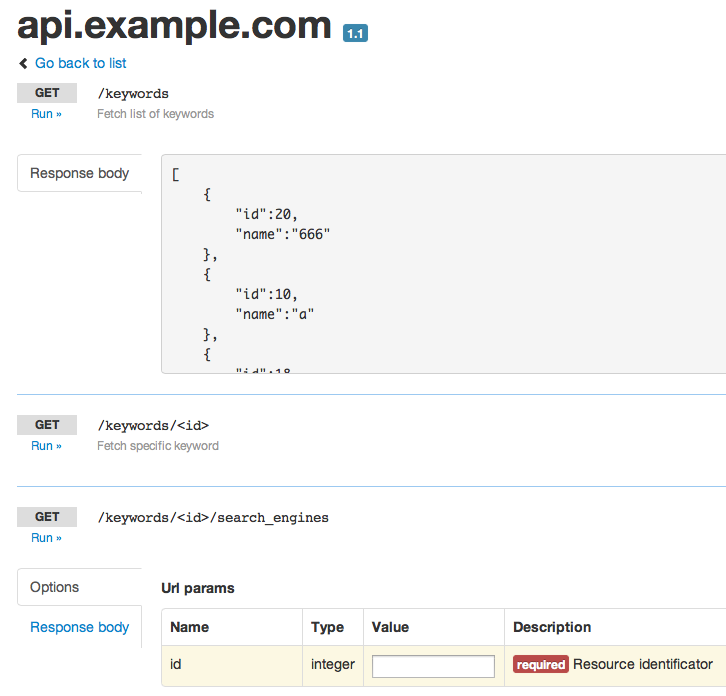 api.example.com 1.1
Go back to list
GET /keywords
Run » Fetch list of keywords
Response body
[
{
"id":20,
"name":"666"
},
{
"id":10,
"name":"a"
},
{
"id":18
GET /keywords/<id>
Run » Fetch specific keyword
GET /keywords/<id>/search_engines
Run »
Options
Response body
Url params
Name Type Value Description
id integer required Resource identificator